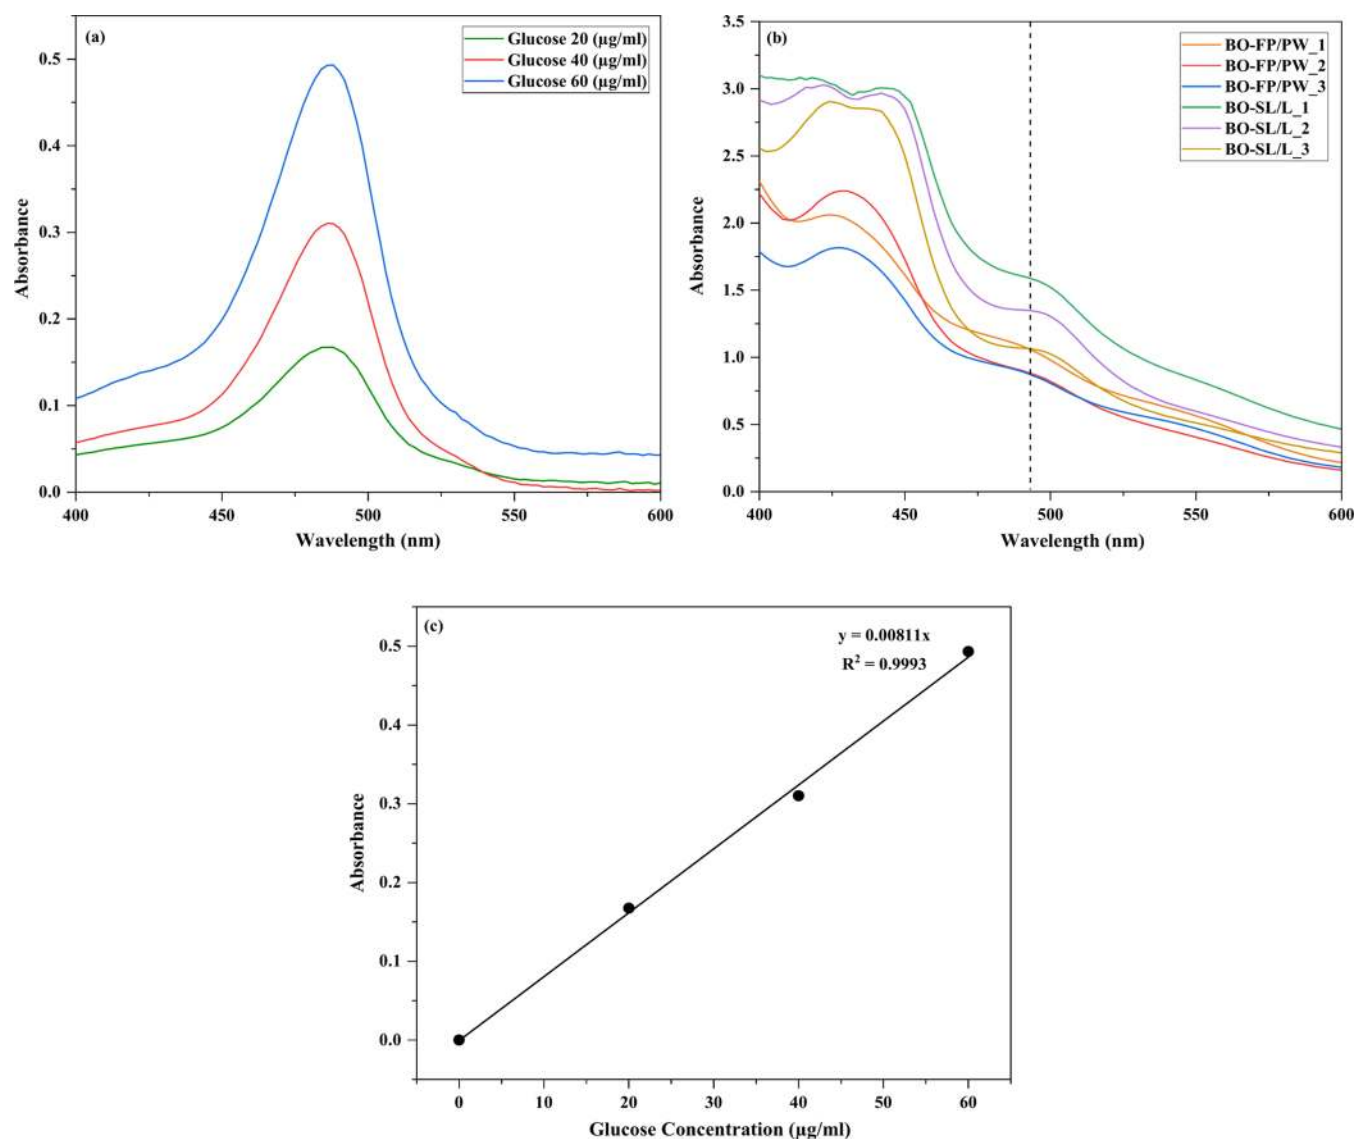 (a)
Glucose 20 (µg/ml)
Glucose 40 (µg/ml)
Glucose 60 (µg/ml)
0.5
0.4
0.3
0.2
0.1
0.0
Absorbance
400 450 500 550 600
Wavelength (nm)
(b)
BO-FP/PW_1
BO-FP/PW_2
BO-FP/PW_3
BO-SL/L_1
BO-SL/L_2
BO-SL/L_3
3.5
3.0
2.5
2.0
1.5
1.0
0.5
0.0
Absorbance
400 450 500 550 600
Wavelength (nm)
(c)
y = 0.00811x
R² = 0.9993
0.5
0.4
0.3
0.2
0.1
0.0
Absorbance
0 10 20 30 40 50 60
Glucose Concentration (µg/ml)